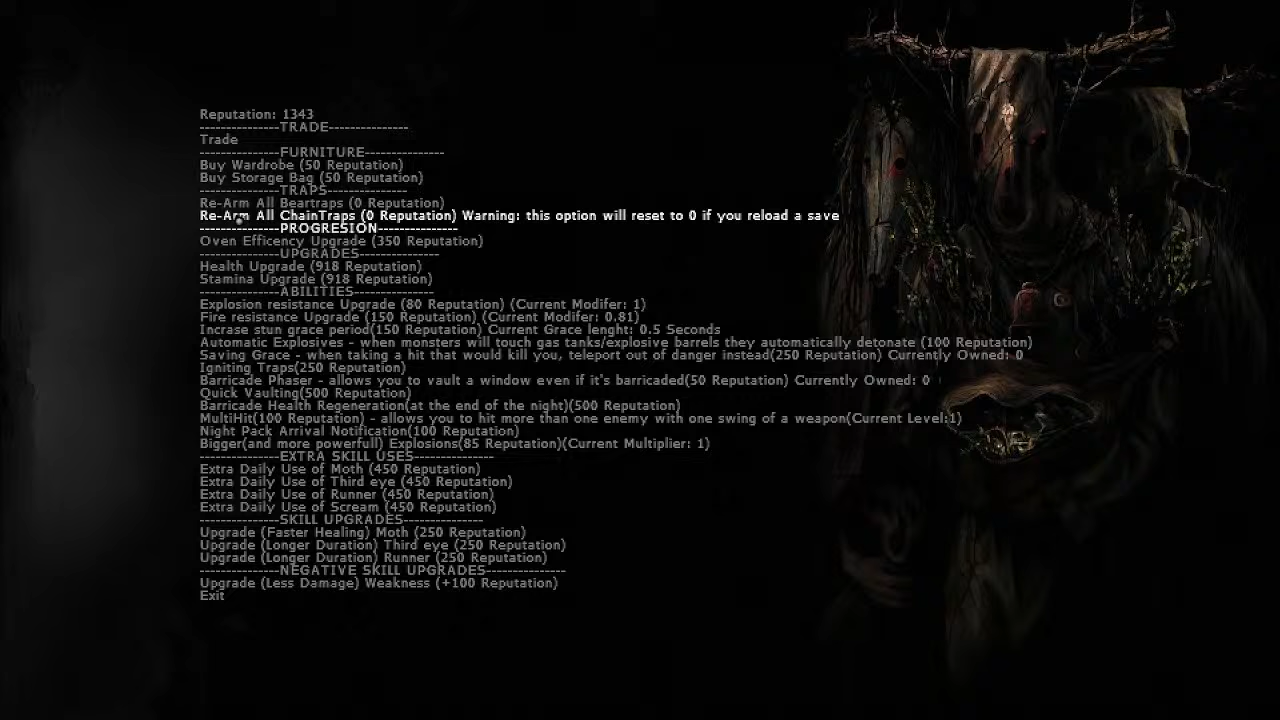 Reputation: 1343
---------------TRADE---------------
Trade
---------------FURNITURE---------------
Buy Wardrobe (50 Reputation)
Buy Storage Bag (50 Reputation)
---------------TRAPS---------------
Re-Arm All Beartraps (0 Reputation)
Re-Arm All ChainTraps (0 Reputation) Warning: this option will reset to 0 if you reload a save
---------------PROGRESION---------------
Oven Efficency Upgrade (350 Reputation)
---------------UPGRADES---------------
Health Upgrade (918 Reputation)
Stamina Upgrade (918 Reputation)
---------------ABILITIES---------------
Explosion resistance Upgrade (80 Reputation) (Current Modifer: 1)
Fire resistance Upgrade (150 Reputation) (Current Modifer: 0.81)
Incrase stun grace period(150 Reputation) Current Grace lenght: 0.5 Seconds
Automatic Explosives - when monsters will touch gas tanks/explosive barrels they automatically detonate (100 Reputation)
Saving Grace - when taking a hit that would kill you, teleport out of danger instead(250 Reputation) Currently Owned: 0
Igniting Traps(250 Reputation)
Barricade Phaser - allows you to vault a window even if it's barricaded(50 Reputation) Currently Owned: 0
Quick Vaulting(500 Reputation)
Barricade Health Regeneration(at the end of the night)(500 Reputation)
MultiHit(100 Reputation) - allows you to hit more than one enemy with one swing of a weapon(Current Level:1)
Night Pack Arrival Notification(100 Reputation)
Bigger(and more powerfull) Explosions(85 Reputation)(Current Multiplier: 1)
---------------EXTRA SKILL USES---------------
Extra Daily Use of Moth (450 Reputation)
Extra Daily Use of Third eye (450 Reputation)
Extra Daily Use of Runner (450 Reputation)
Extra Daily Use of Scream (450 Reputation)
---------------SKILL UPGRADES---------------
Upgrade (Faster Healing) Moth (250 Reputation)
Upgrade (Longer Duration) Third eye (250 Reputation)
Upgrade (Longer Duration) Runner (250 Reputation)
---------------NEGATIVE SKILL UPGRADES---------------
Upgrade (Less Damage) Weakness (+100 Reputation)
Exit